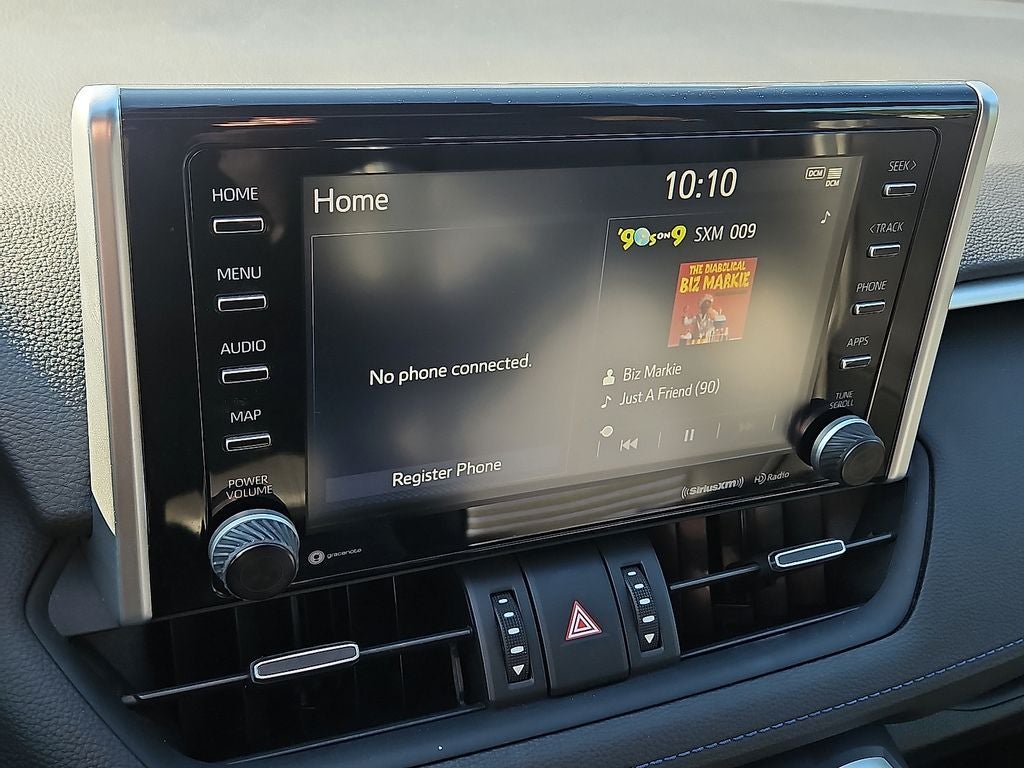 HOME
MENU
AUDIO
MAP
POWER
VOLUME
Home
10:10
DCM
DCM
No phone connected.
Register Phone
'90s ON 9 SXM 009
THE DIABOLICAL
BIZ MARKIE
Biz Markie
Just A Friend (90)
SEEK>
<TRACK
PHONE
APPS
TUNE
SCROLL
gracenote
((SiriusXM))
HD Radio